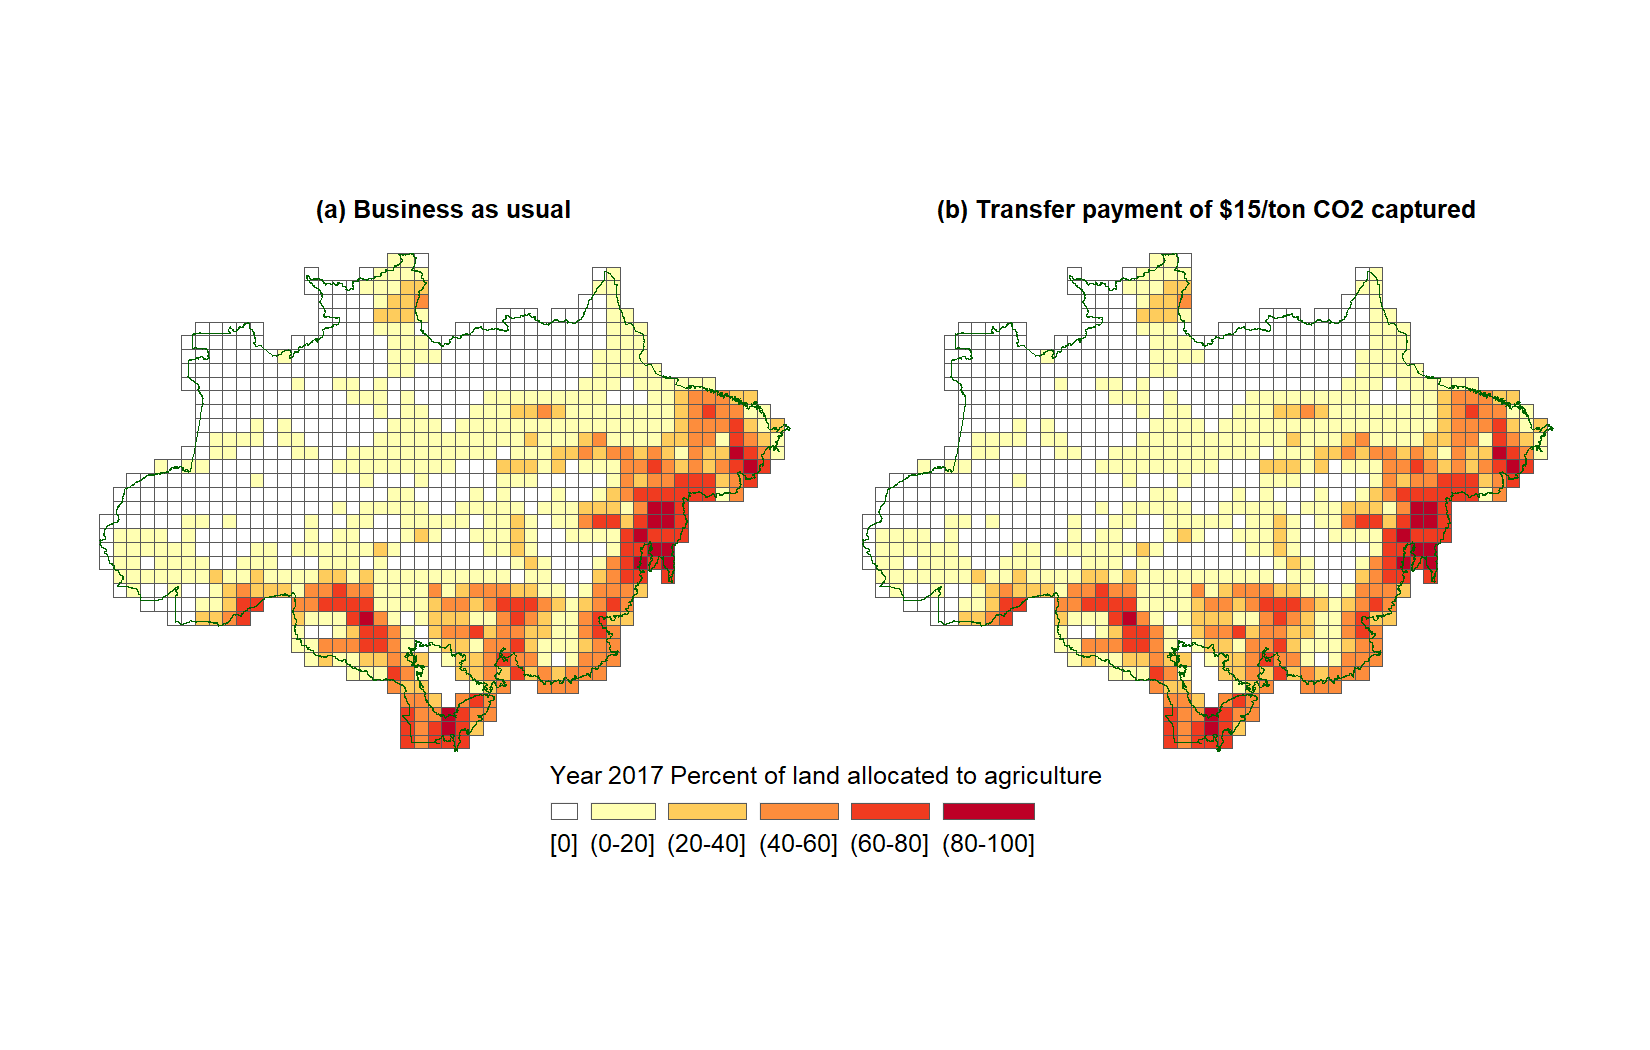 (a) Business as usual
(b) Transfer payment of $15/ton CO2 captured
Year 2017 Percent of land allocated to agriculture
[0] (0-20] (20-40] (40-60] (60-80] (80-100]